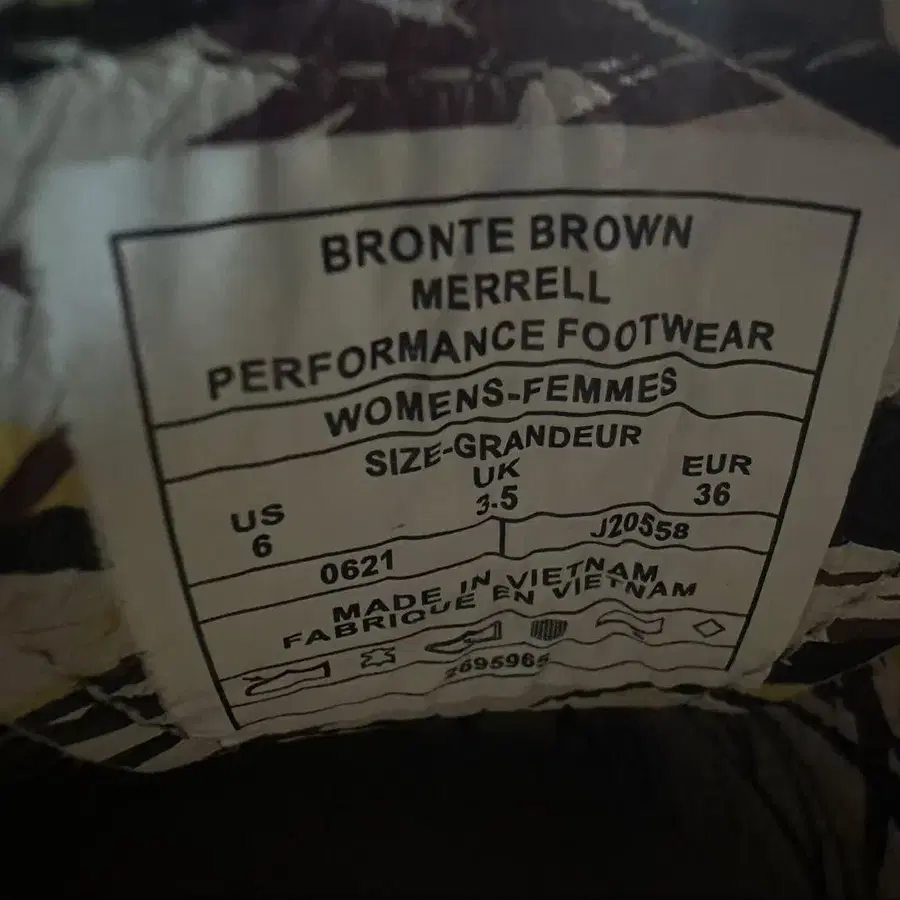 BRONTE BROWN
MERRELL
PERFORMANCE FOOTWEAR
WOMENS-FEMMES
SIZE-GRANDEUR
US UK EUR
6 3.5 36
0621 J20558
MADE IN VIETNAM
FABRIQUE EN VIETNAM
2695965